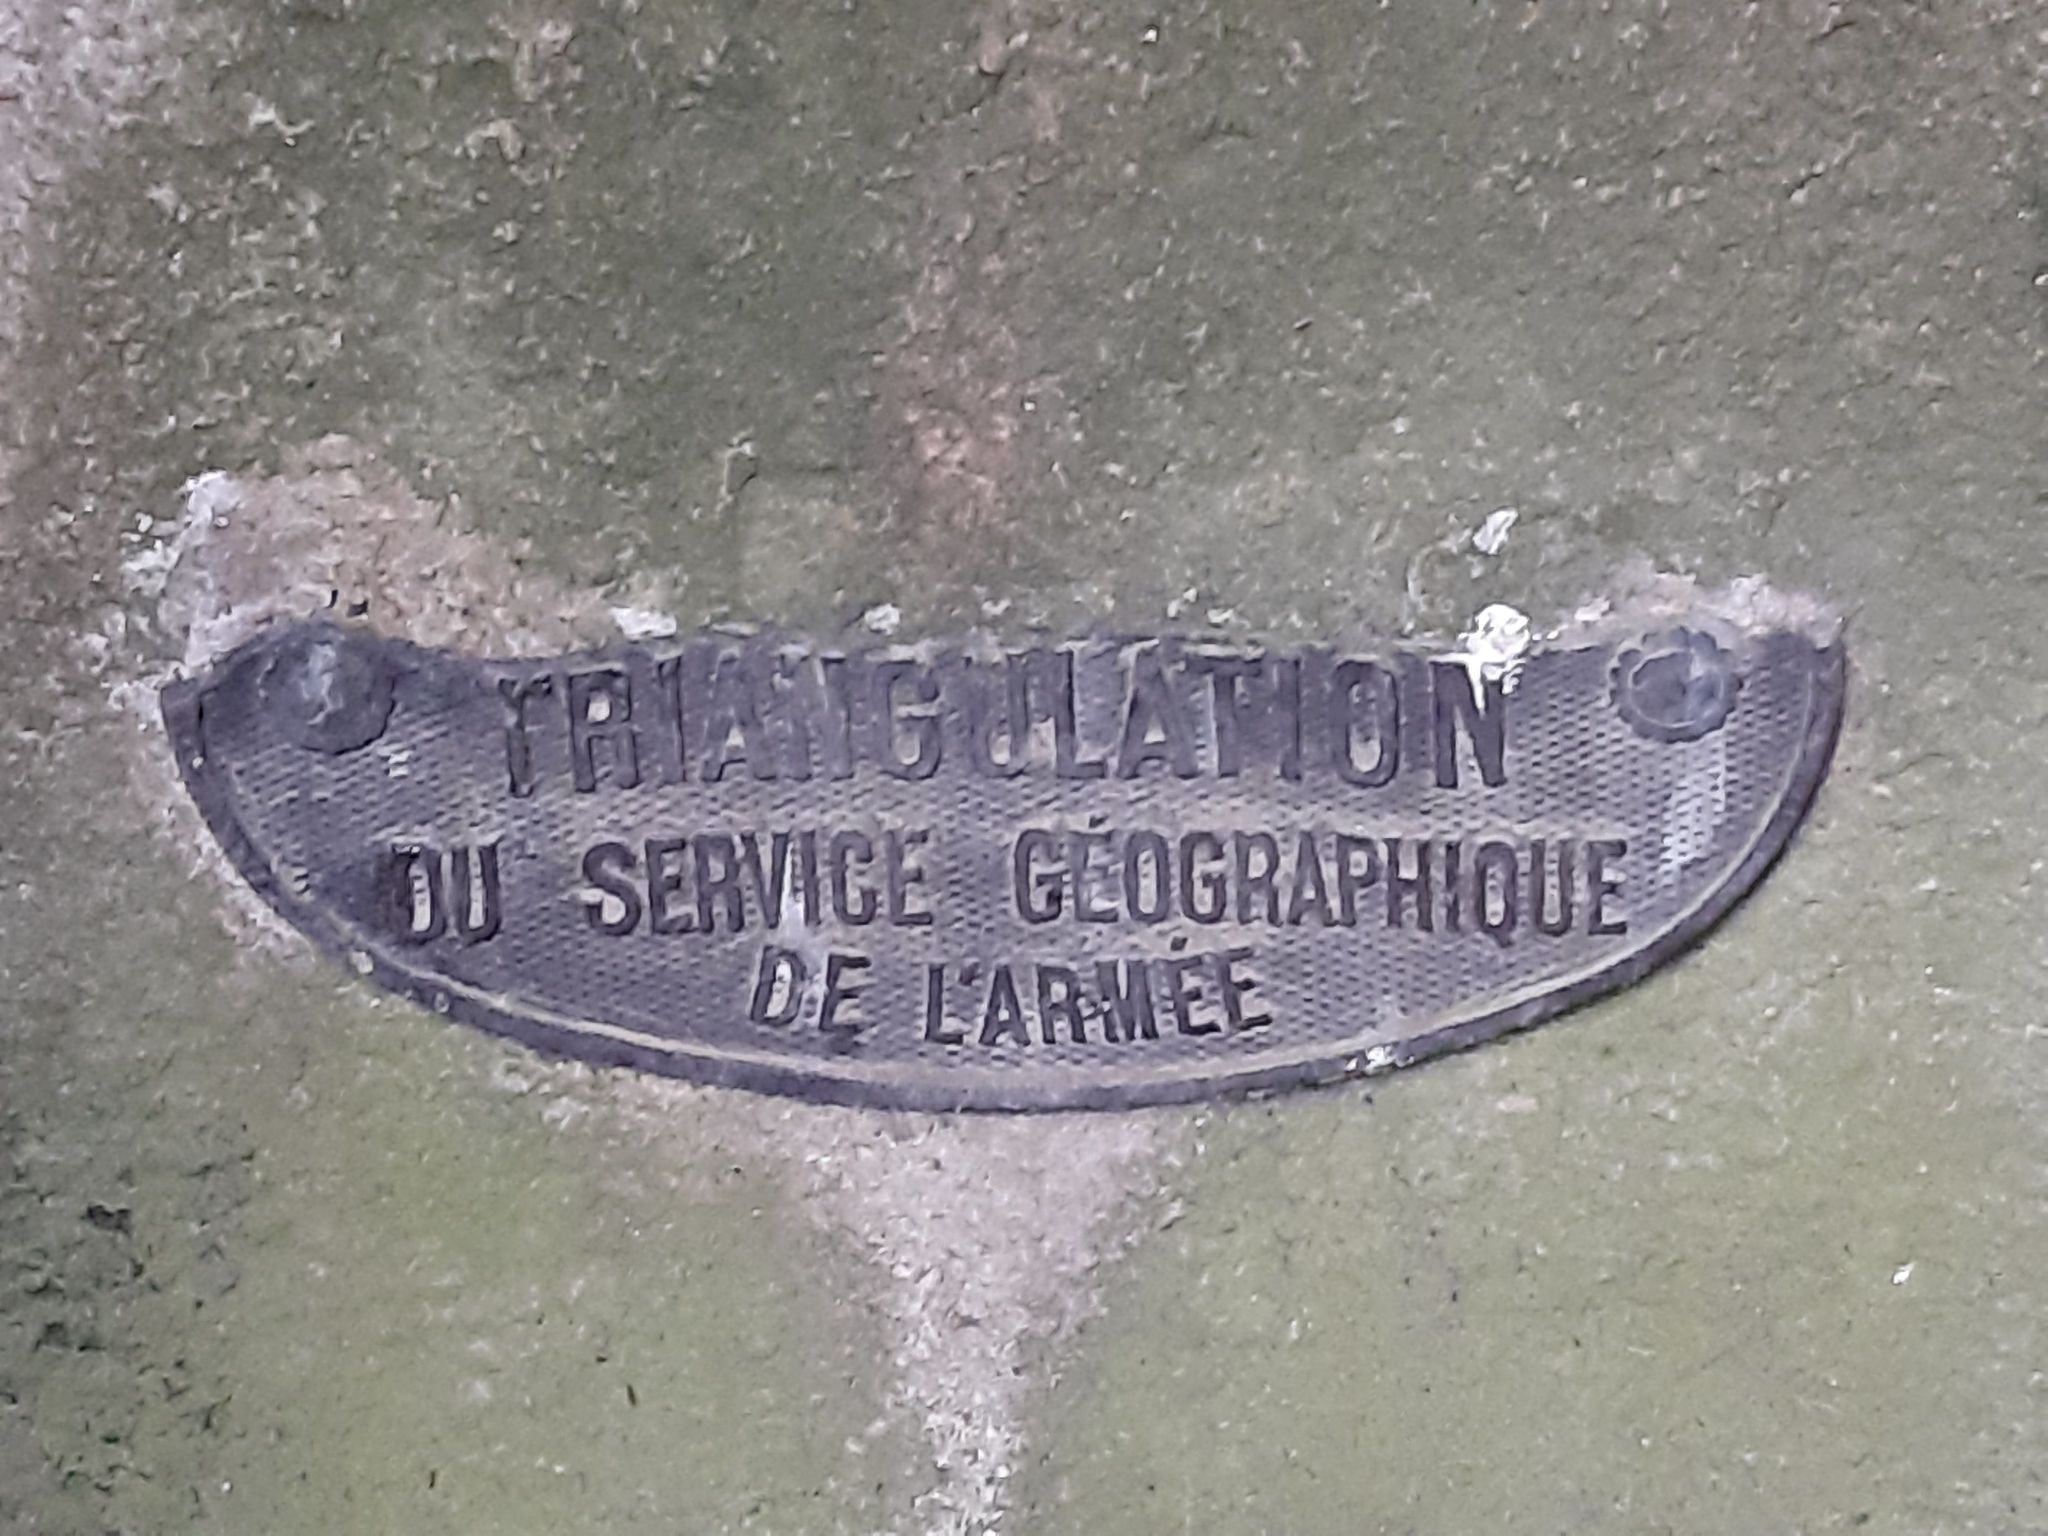 TRIANGULATION
DU SERVICE GÉOGRAPHIQUE
DE L'ARMÉE